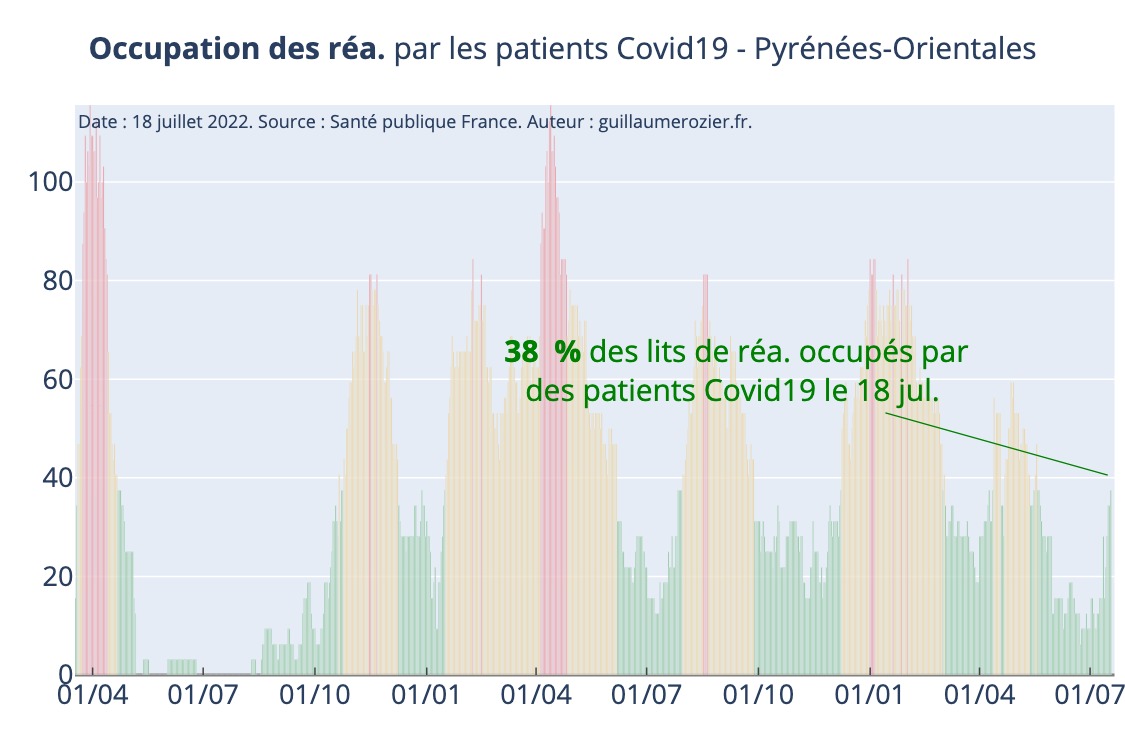 Occupation des réa. par les patients Covid19 - Pyrénées-Orientales
Date : 18 juillet 2022. Source : Santé publique France. Auteur : guillaumerozier.fr.
100
80
60
40
20
0
38 % des lits de réa. occupés par
des patients Covid19 le 18 jul.
01/04 01/07 01/10 01/01 01/04 01/07 01/10 01/01 01/04 01/07